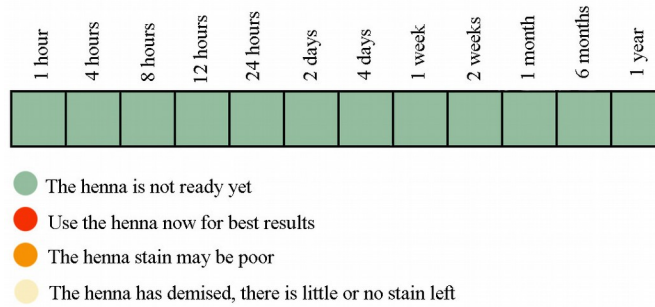 1 hour
4 hours
8 hours
12 hours
24 hours
2 days
4 days
1 week
2 weeks
1 month
6 months
1 year
The henna is not ready yet
Use the henna now for best results
The henna stain may be poor
The henna has demised, there is little or no stain left